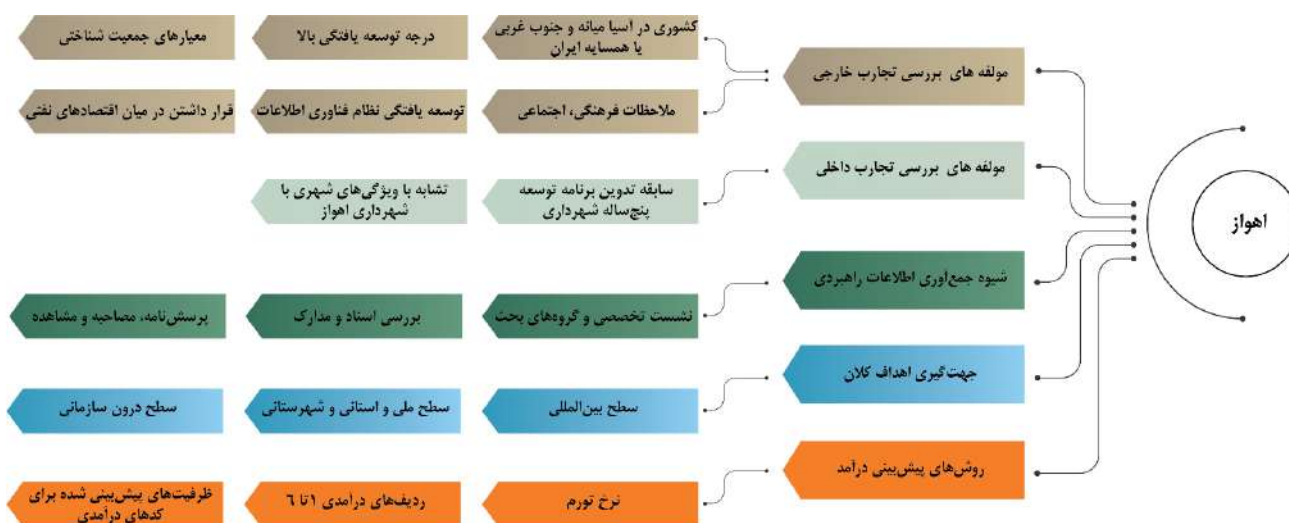 اهواز
مولفه های بررسی تجارب خارجی
کشوری در آسیا میانه و جنوب غربی
یا همسایه ایران
درجه توسعه یافتگی بالا
معیارهای جمعیت شناختی
ملاحظات فرهنگی، اجتماعی
توسعه یافتگی نظام فناوری اطلاعات
قرار داشتن در میان اقتصادهای نفتی
مولفه های بررسی تجارب داخلی
سابقه تدوین برنامه توسعه
پنج‌ساله شهرداری
تشابه با ویژگی‌های شهری با
شهرداری اهواز
شیوه جمع‌آوری اطلاعات راهبردی
نشست تخصصی و گروه‌های بحث
بررسی اسناد و مدارک
پرسش‌نامه، مصاحبه و مشاهده
جهت‌گیری اهداف کلان
سطح بین‌المللی
سطح ملی و استانی و شهرستانی
سطح درون سازمانی
روش‌های پیش‌بینی درآمد
نرخ تورم
ردیف‌های درآمدی ۱ تا ٦
ظرفیت‌های پیش‌بینی شده برای
کدهای درآمدی